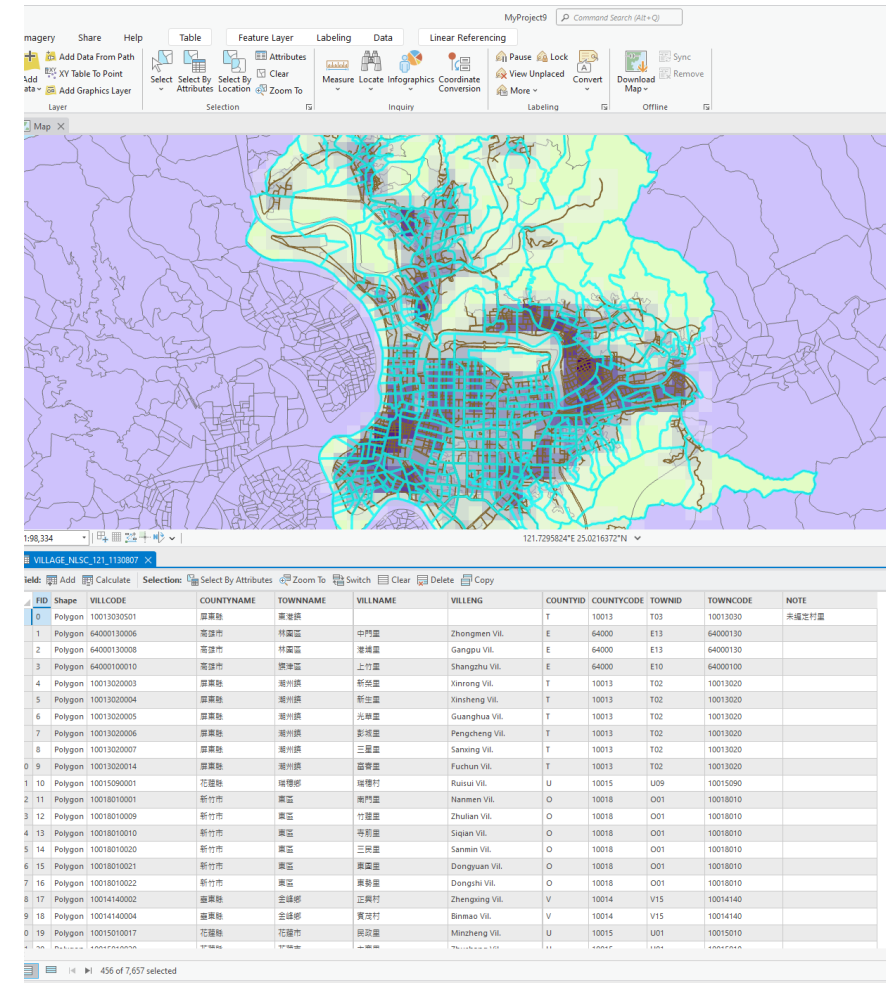 MyProject9 Command Search (Alt+Q)
magery Share Help Table Feature Layer Labeling Data Linear Referencing
Add Data From Path Attributes Pause Lock Sync
XY Table To Point Clear View Unplaced Remove
Add Graphics Layer Zoom To More
Select Select By Attributes Select By Location Measure Locate Infographics Coordinate Conversion Convert Download Map
Layer Selection Inquiry Labeling Offline
Map
1:98,334 121.7295824°E 25.0216372°N
VILLAGE_NLSC_121_1130807
Add Calculate Selection: Select By Attributes Zoom To Switch Clear Delete Copy
FID Shape VILLCODE COUNTYNAME TOWNNAME VILLNAME VILLENG COUNTYID COUNTYCODE TOWNID TOWNCODE NOTE
0 Polygon 10013030S01 屏東縣 東港鎮 T 10013 T03 10013030 未編定村里
1 Polygon 64000130006 高雄市 林園區 中門里 Zhongmen Vil. E 64000 E13 64000130
2 Polygon 64000130008 高雄市 林園區 港埔里 Gangpu Vil. E 64000 E13 64000130
3 Polygon 64000100010 高雄市 旗津區 上竹里 Shangzhu Vil. E 64000 E10 64000100
4 Polygon 10013020003 屏東縣 潮州鎮 新榮里 Xinrong Vil. T 10013 T02 10013020
5 Polygon 10013020004 屏東縣 潮州鎮 新生里 Xinsheng Vil. T 10013 T02 10013020
6 Polygon 10013020005 屏東縣 潮州鎮 光華里 Guanghua Vil. T 10013 T02 10013020
7 Polygon 10013020006 屏東縣 潮州鎮 彭城里 Pengcheng Vil. T 10013 T02 10013020
8 Polygon 10013020007 屏東縣 潮州鎮 三星里 Sanxing Vil. T 10013 T02 10013020
9 Polygon 10013020014 屏東縣 潮州鎮 富春里 Fuchun Vil. T 10013 T02 10013020
10 Polygon 10015090001 花蓮縣 瑞穗鄉 瑞穗村 Ruisui Vil. U 10015 U09 10015090
11 Polygon 10018010001 新竹市 東區 南門里 Nanmen Vil. O 10018 O01 10018010
12 Polygon 10018010009 新竹市 東區 竹蓮里 Zhulian Vil. O 10018 O01 10018010
13 Polygon 10018010010 新竹市 東區 寺前里 Siqian Vil. O 10018 O01 10018010
14 Polygon 10018010020 新竹市 東區 三民里 Sanmin Vil. O 10018 O01 10018010
15 Polygon 10018010021 新竹市 東區 東園里 Dongyuan Vil. O 10018 O01 10018010
16 Polygon 10018010022 新竹市 東區 東勢里 Dongshi Vil. O 10018 O01 10018010
17 Polygon 10014140002 臺東縣 金峰鄉 正興村 Zhengxing Vil. V 10014 V15 10014140
18 Polygon 10014140004 臺東縣 金峰鄉 賓茂村 Binmao Vil. V 10014 V15 10014140
19 Polygon 10015010017 花蓮縣 花蓮市 民政里 Minzheng Vil. U 10015 U01 10015010
456 of 7,657 selected